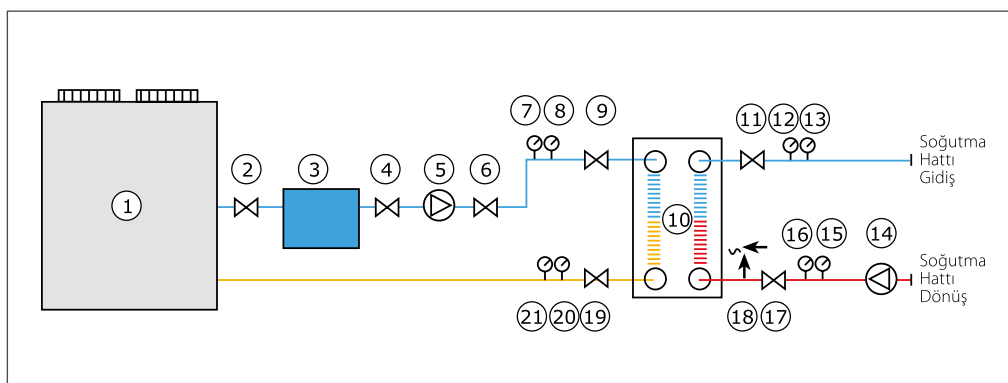 7 8 9 11 12 13
Soğutma
Hattı
Gidiş
2 3 4 5 6
1
10
16 15 14
Soğutma
Hattı
Dönüş
21 20 19 18 17